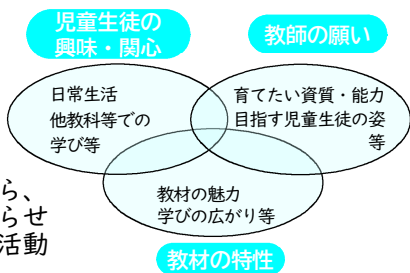 児童生徒の
興味・関心
教師の願い
日常生活
他教科等での
学び等
育てたい資質・能力
目指す児童生徒の姿
等
教材の魅力
学びの広がり等
教材の特性
ら、
らせ
活動